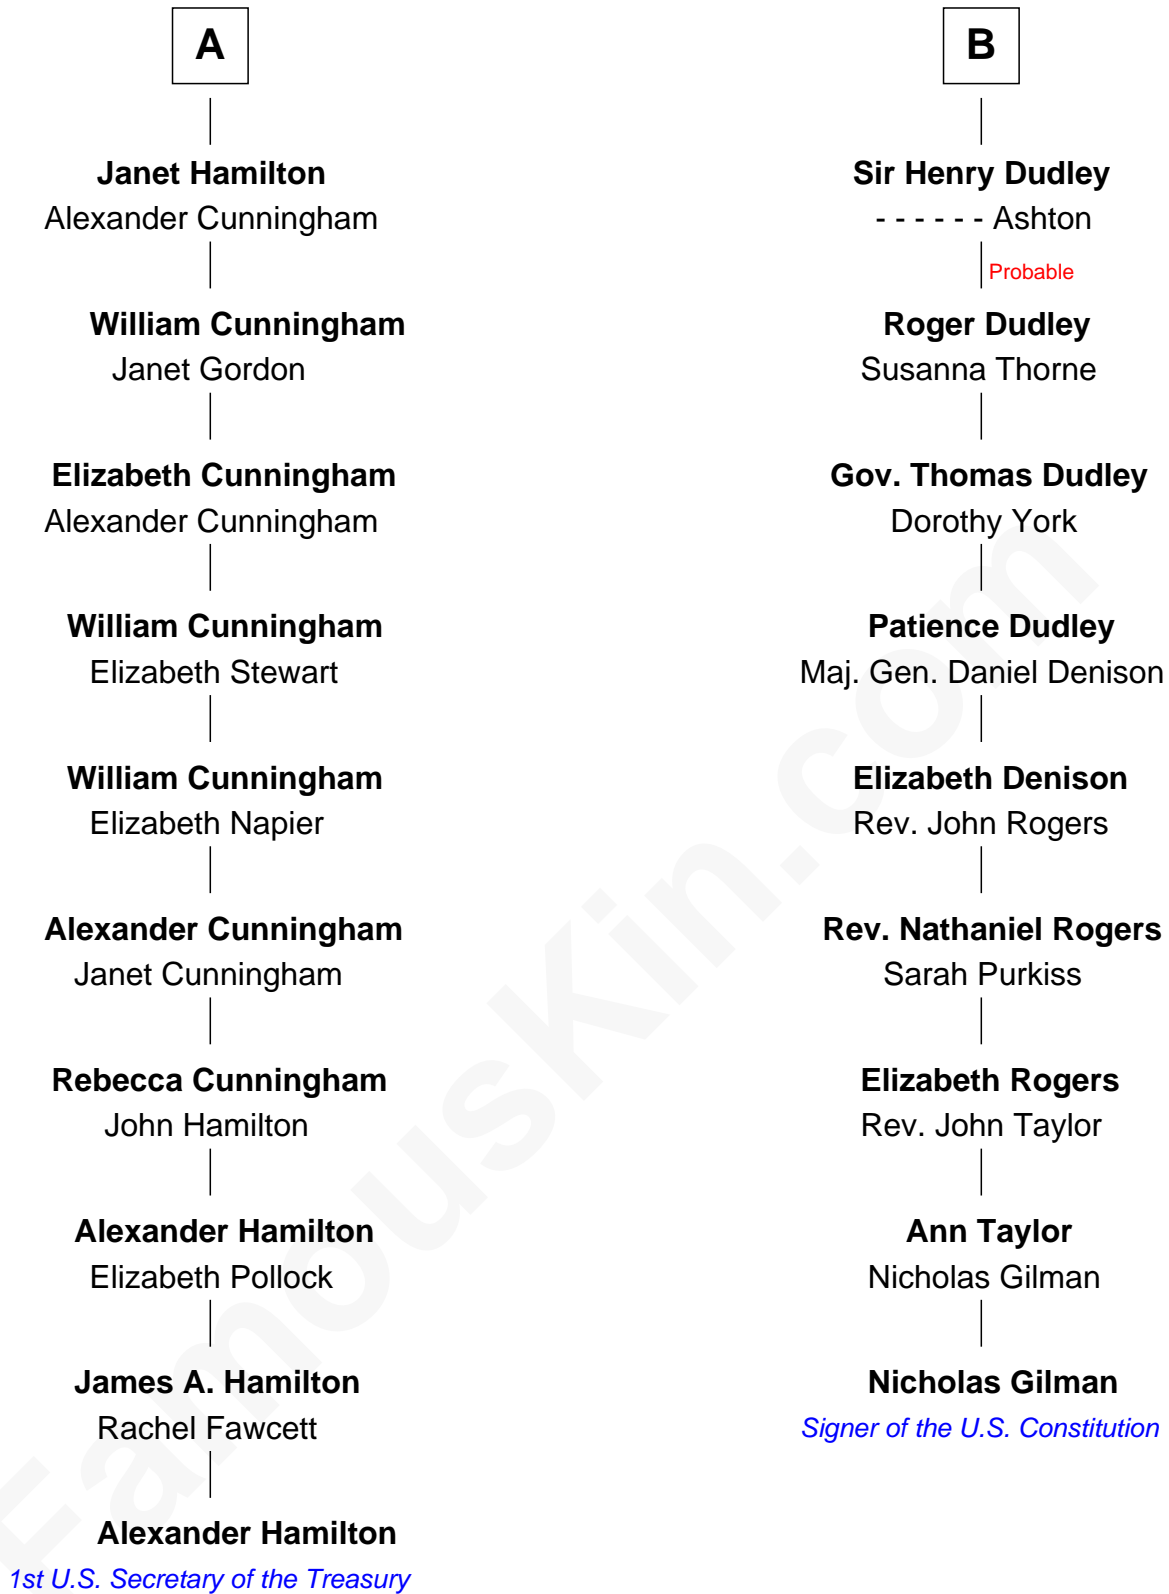 A
Janet Hamilton
Alexander Cunningham
William Cunningham
Janet Gordon
Elizabeth Cunningham
Alexander Cunningham
William Cunningham
Elizabeth Stewart
William Cunningham
Elizabeth Napier
Alexander Cunningham
Janet Cunningham
Rebecca Cunningham
John Hamilton
Alexander Hamilton
Elizabeth Pollock
James A. Hamilton
Rachel Fawcett
Alexander Hamilton
1st U.S. Secretary of the Treasury
B
Sir Henry Dudley
- - - - - - Ashton
Probable
Roger Dudley
Susanna Thorne
Gov. Thomas Dudley
Dorothy York
Patience Dudley
Maj. Gen. Daniel Denison
Elizabeth Denison
Rev. John Rogers
Rev. Nathaniel Rogers
Sarah Purkiss
Elizabeth Rogers
Rev. John Taylor
Ann Taylor
Nicholas Gilman
Nicholas Gilman
Signer of the U.S. Constitution
FamousKin.com